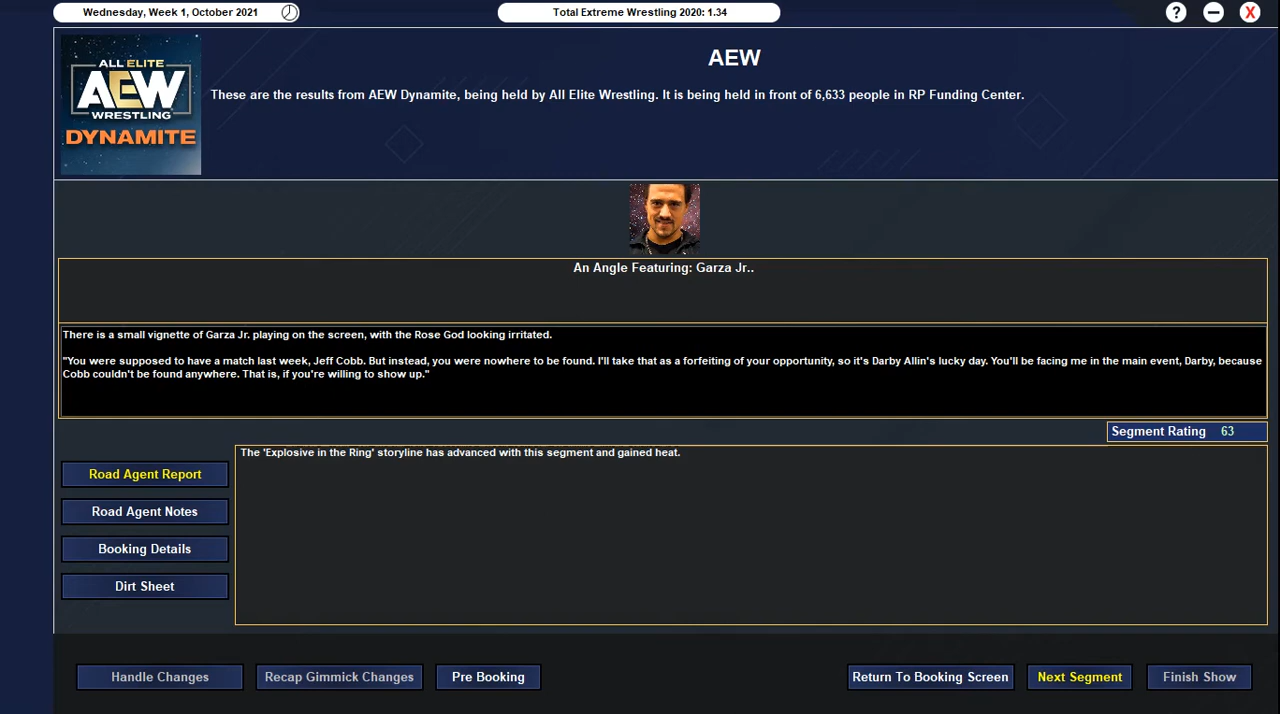 Wednesday, Week 1, October 2021
Total Extreme Wrestling 2020: 1.34
?
X
ALL ELITE
AEW
WRESTLING
DYNAMITE
AEW
These are the results from AEW Dynamite, being held by All Elite Wrestling. It is being held in front of 6,633 people in RP Funding Center.
An Angle Featuring: Garza Jr..
There is a small vignette of Garza Jr. playing on the screen, with the Rose God looking irritated.
"You were supposed to have a match last week, Jeff Cobb. But instead, you were nowhere to be found. I'll take that as a forfeiting of your opportunity, so it's Darby Allin's lucky day. You'll be facing me in the main event, Darby, because
Cobb couldn't be found anywhere. That is, if you're willing to show up."
Segment Rating 63
The 'Explosive in the Ring' storyline has advanced with this segment and gained heat.
Road Agent Report
Road Agent Notes
Booking Details
Dirt Sheet
Handle Changes
Recap Gimmick Changes
Pre Booking
Return To Booking Screen
Next Segment
Finish Show